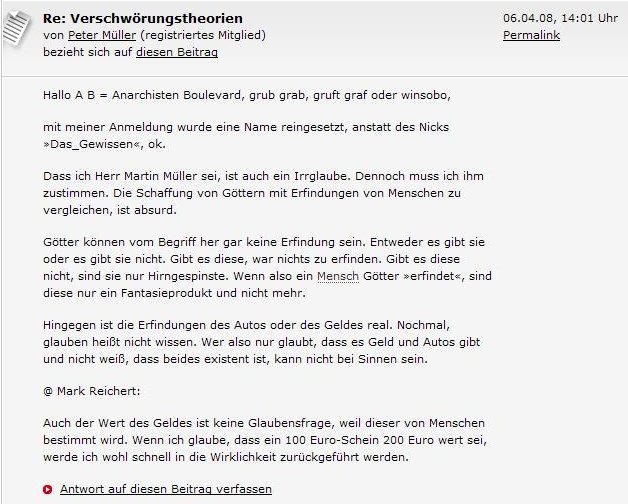 Re: Verschwörungstheorien
06.04.08, 14:01 Uhr
von Peter Müller (registriertes Mitglied)
Permalink
bezieht sich auf diesen Beitrag
Hallo A B = Anarchisten Boulevard, grub grab, gruft graf oder winsobo,
mit meiner Anmeldung wurde eine Name reingesetzt, anstatt des Nicks
»Das_Gewissen«, ok.
Dass ich Herr Martin Müller sei, ist auch ein Irrglaube. Dennoch muss ich ihm
zustimmen. Die Schaffung von Göttern mit Erfindungen von Menschen zu
vergleichen, ist absurd.
Götter können vom Begriff her gar keine Erfindung sein. Entweder es gibt sie
oder es gibt sie nicht. Gibt es diese, war nichts zu erfinden. Gibt es diese
nicht, sind sie nur Hirngespinste. Wenn also ein Mensch Götter »erfindet«, sind
diese nur ein Fantasieprodukt und nicht mehr.
Hingegen ist die Erfindungen des Autos oder des Geldes real. Nochmal,
glauben heißt nicht wissen. Wer also nur glaubt, dass es Geld und Autos gibt
und nicht weiß, dass beides existent ist, kann nicht bei Sinnen sein.
@ Mark Reichert:
Auch der Wert des Geldes ist keine Glaubensfrage, weil dieser von Menschen
bestimmt wird. Wenn ich glaube, dass ein 100 Euro-Schein 200 Euro wert sei,
werde ich wohl schnell in die Wirklichkeit zurückgeführt werden.
Antwort auf diesen Beitrag verfassen